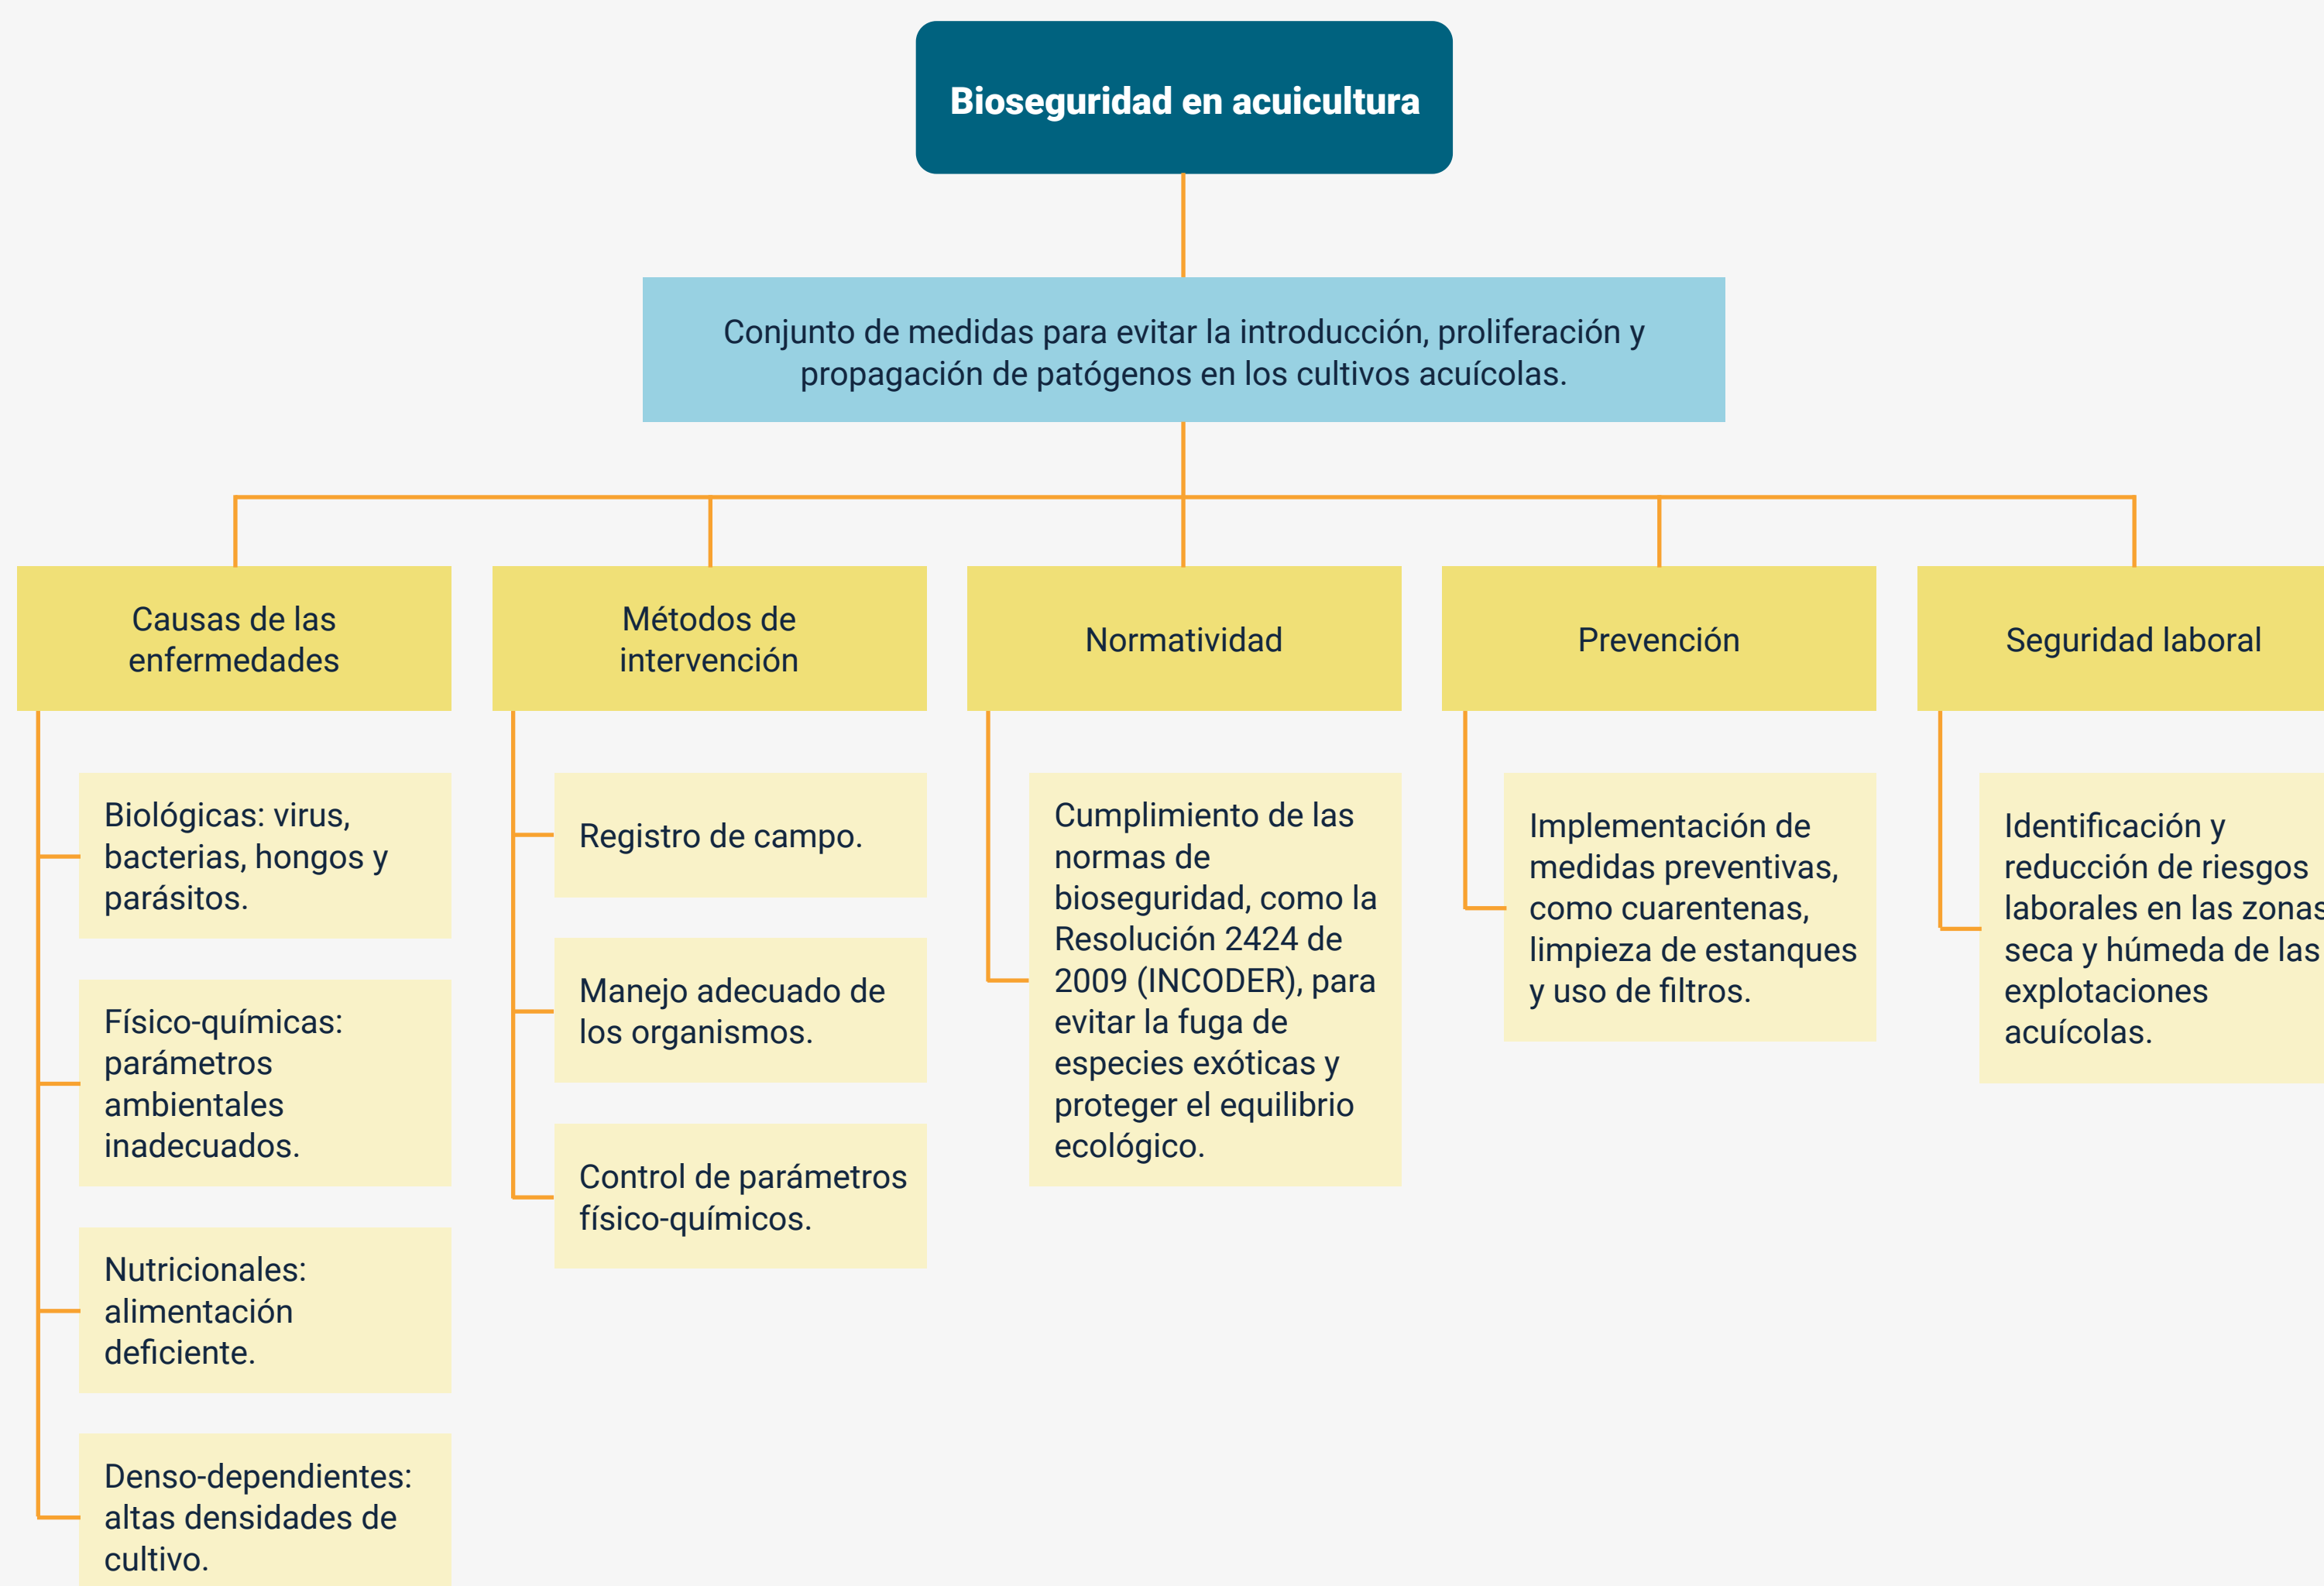 Bioseguridad en acuicultura
Conjunto de medidas para evitar la introducción, proliferación y
propagación de patógenos en los cultivos acuícolas.
Causas de las
enfermedades
Biológicas: virus,
bacterias, hongos y
parásitos.
Físico-químicas:
parámetros
ambientales
inadecuados.
Nutricionales:
alimentación
deficiente.
Denso-dependientes:
altas densidades de
cultivo.
Métodos de
intervención
Registro de campo.
Manejo adecuado de
los organismos.
Control de parámetros
físico-químicos.
Normatividad
Cumplimiento de las
normas de
bioseguridad, como la
Resolución 2424 de
2009 (INCODER), para
evitar la fuga de
especies exóticas y
proteger el equilibrio
ecológico.
Prevención
Implementación de
medidas preventivas,
como cuarentenas,
limpieza de estanques
y uso de filtros.
Seguridad laboral
Identificación y
reducción de riesgos
laborales en las zonas
seca y húmeda de las
explotaciones
acuícolas.